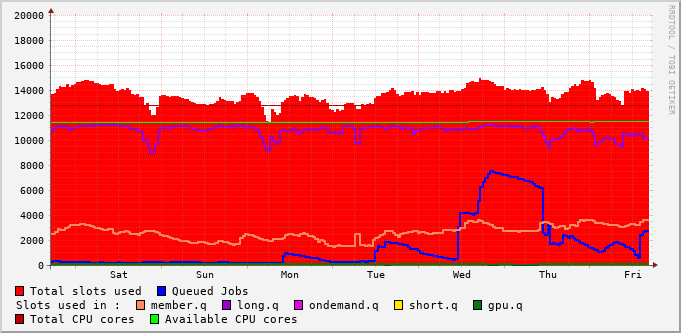 20000
18000
16000
14000
12000
10000
8000
6000
4000
2000
0
Sat Sun Mon Tue Wed Thu Fri
RRDTOOL / TOBI OETIKER
Total slots used Queued Jobs
Slots used in : member.q long.q ondemand.q short.q gpu.q
Total CPU cores Available CPU cores